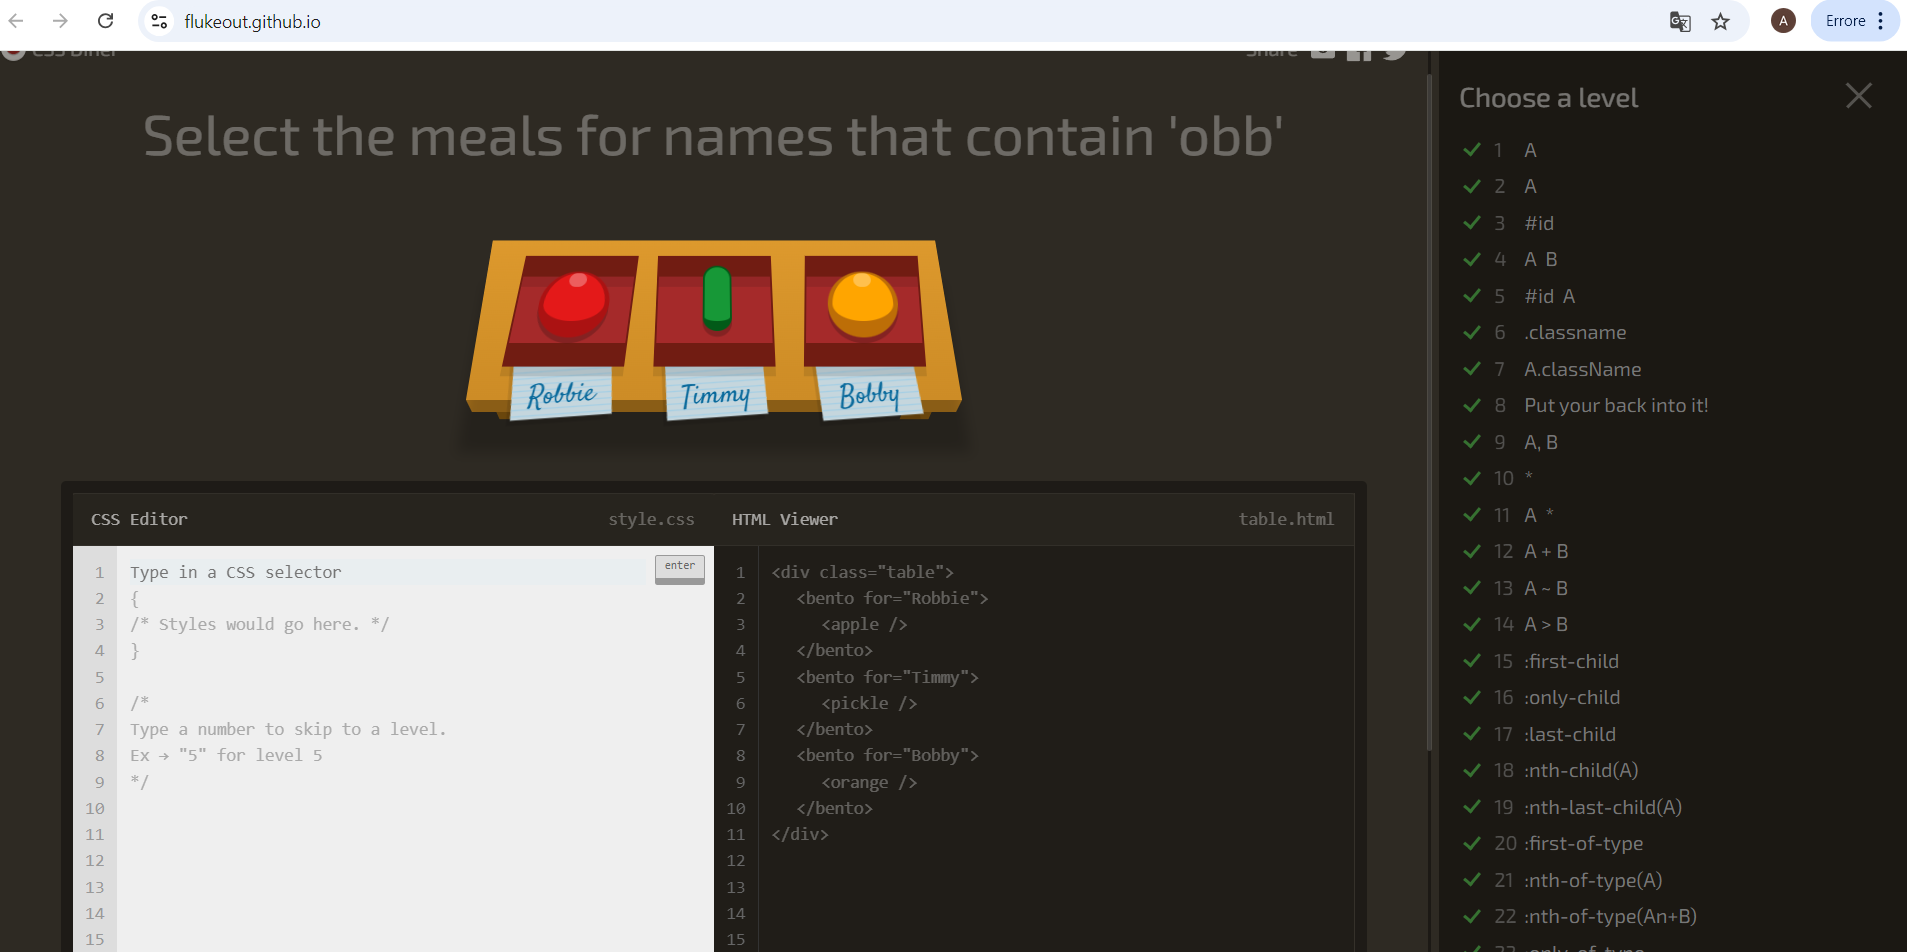 flukeout.github.io
A
Errore
CSS Diner
Share
Select the meals for names that contain 'obb'
Robbie
Timmy
Bobby
CSS Editor
style.css
1 Type in a CSS selector
enter
2 {
3 /* Styles would go here. */
4 }
5
6 /*
7 Type a number to skip to a level.
8 Ex → "5" for level 5
9 */
10
11
12
13
14
15
HTML Viewer
table.html
1 <div class="table">
2 <bento for="Robbie">
3 <apple />
4 </bento>
5 <bento for="Timmy">
6 <pickle />
7 </bento>
8 <bento for="Bobby">
9 <orange />
10 </bento>
11 </div>
12
13
14
15
Choose a level
1 A
2 A
3 #id
4 A B
5 #id A
6 .classname
7 A.className
8 Put your back into it!
9 A, B
10 *
11 A *
12 A + B
13 A ~ B
14 A > B
15 :first-child
16 :only-child
17 :last-child
18 :nth-child(A)
19 :nth-last-child(A)
20 :first-of-type
21 :nth-of-type(A)
22 :nth-of-type(An+B)
23 :only-of-type